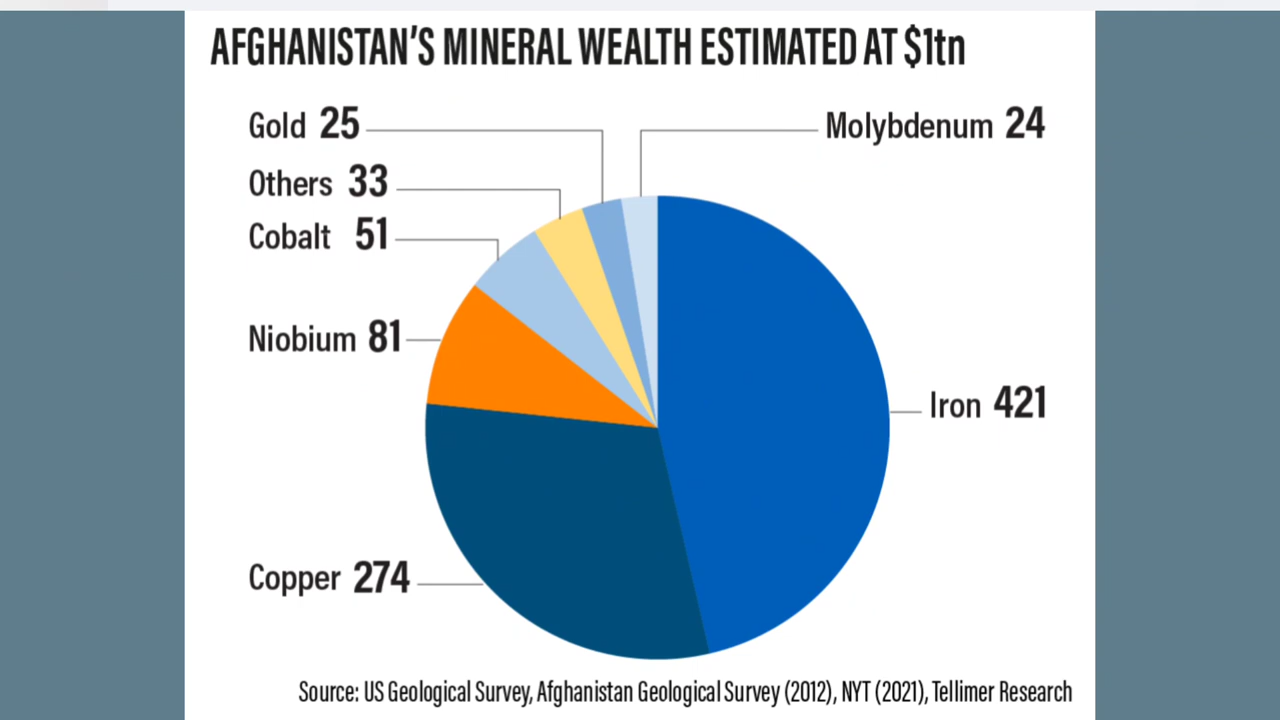 AFGHANISTAN'S MINERAL WEALTH ESTIMATED AT $1tn
Gold 25
Molybdenum 24
Others 33
Cobalt 51
Niobium 81
Iron 421
Copper 274
Source: US Geological Survey, Afghanistan Geological Survey (2012), NYT (2021), Tellimer Research